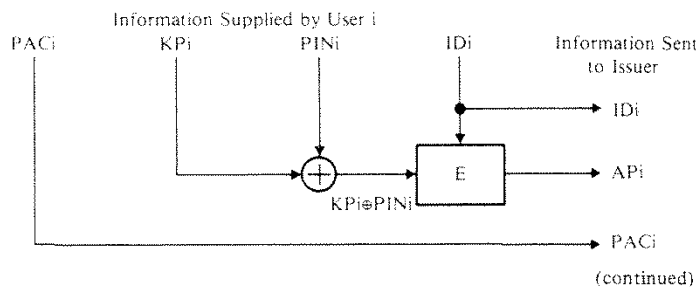 Information Supplied by User i
PACi KPi PINi IDi Information Sent
to Issuer
IDi
E APi
KPi⊕PINi
PACi
(continued)